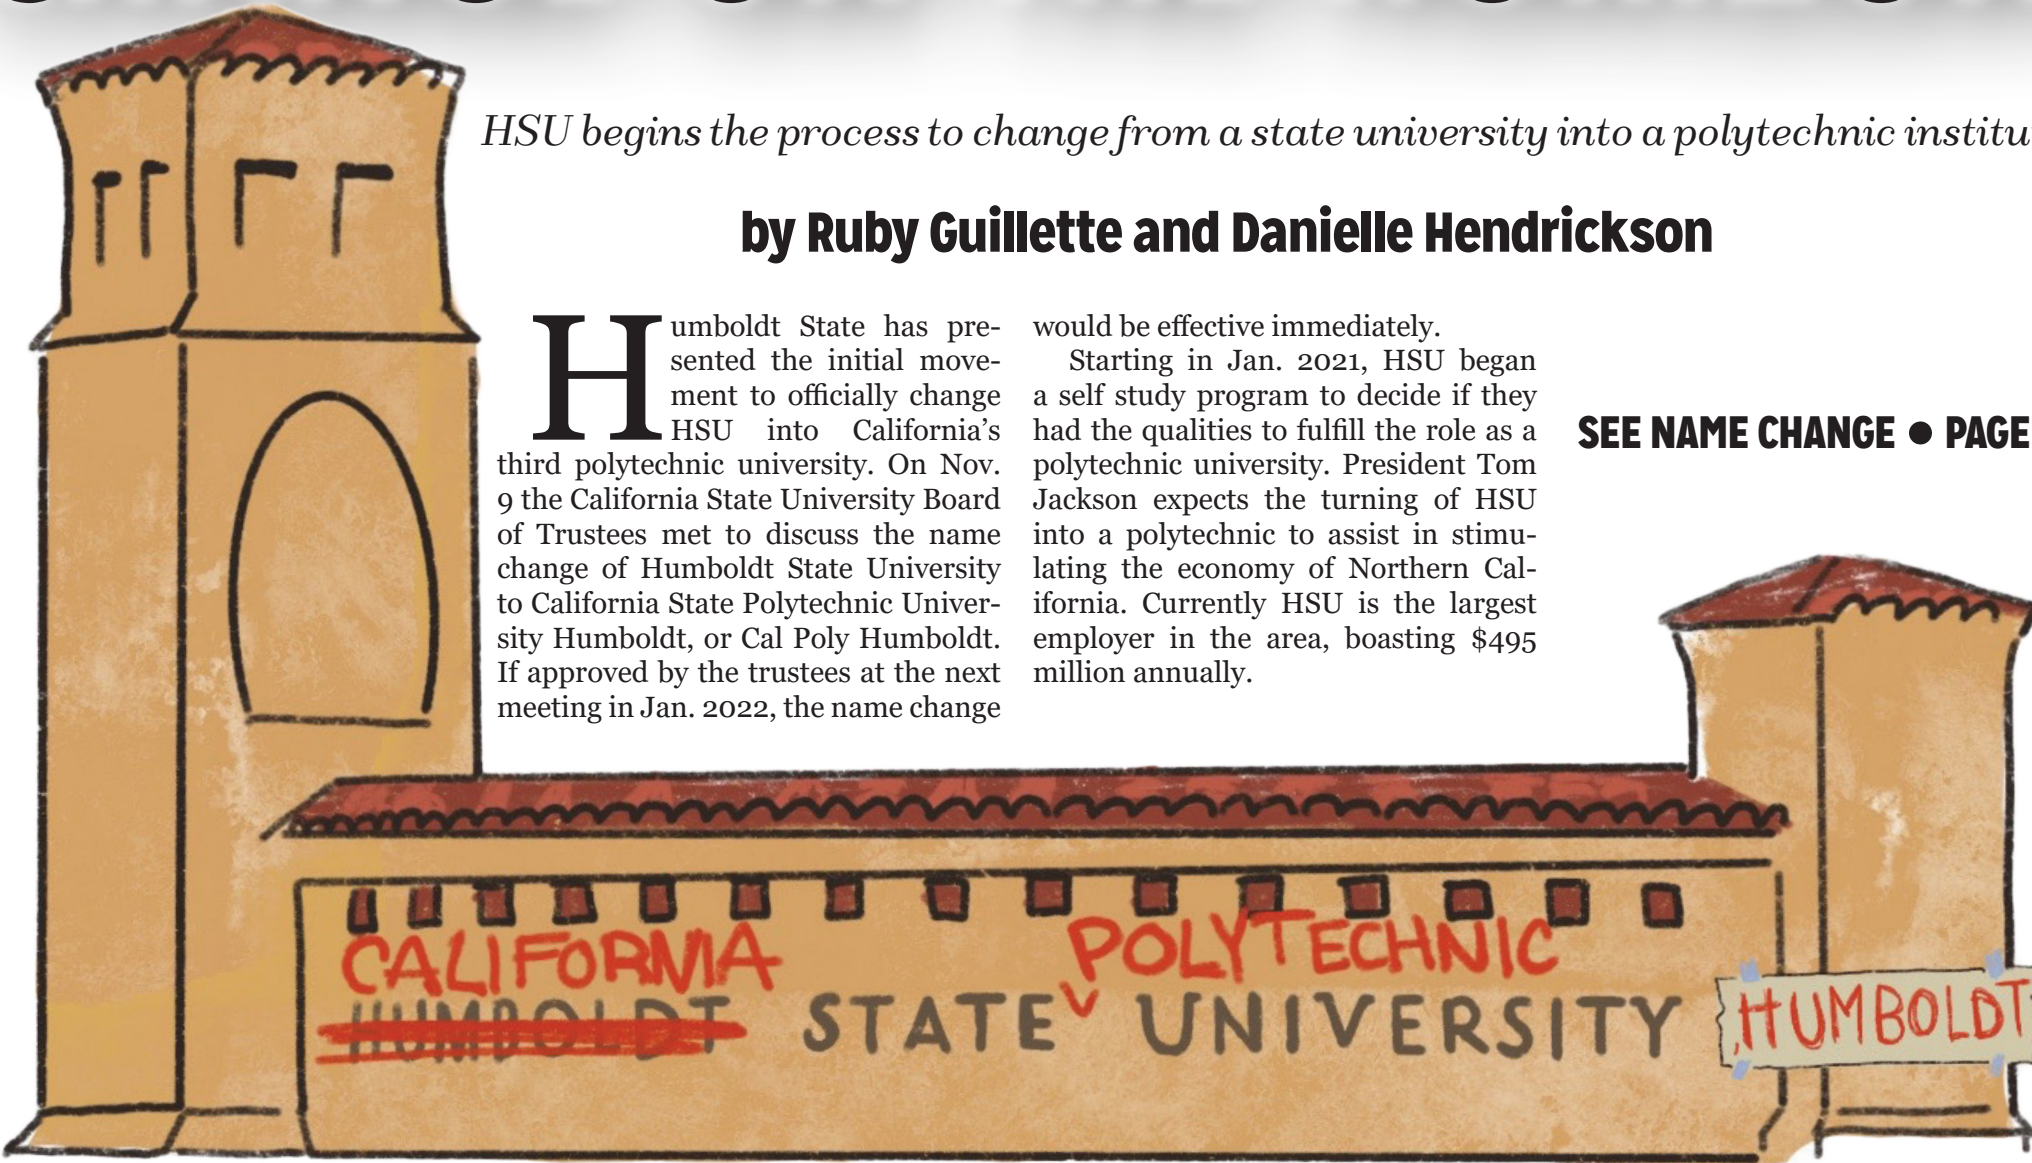 HSU begins the process to change from a state university into a polytechnic
by Ruby Guillette and Danielle Hendrickson
Humboldt State has pre-
sented the initial move-
ment to officially change
HSU into California's
third polytechnic university. On Nov.
9 the California State University Board
of Trustees met to discuss the name
change of Humboldt State University
to California State Polytechnic Univer-
sity Humboldt, or Cal Poly Humboldt.
If approved by the trustees at the next
meeting in Jan. 2022, the name change
would be effective immediately.
Starting in Jan. 2021, HSU began
a self study program to decide if they
had the qualities to fulfill the role as a
polytechnic university. President Tom
Jackson expects the turning of HSU
into a polytechnic to assist in stimu-
lating the economy of Northern Cal-
ifornia. Currently HSU is the largest
employer in the area, boasting $495
million annually.
SEE NAME CHANGE ● PAGE
CALIFORNIA POLYTECHNIC
HUMBOLDT STATE UNIVERSITY ,HUMBOLDT